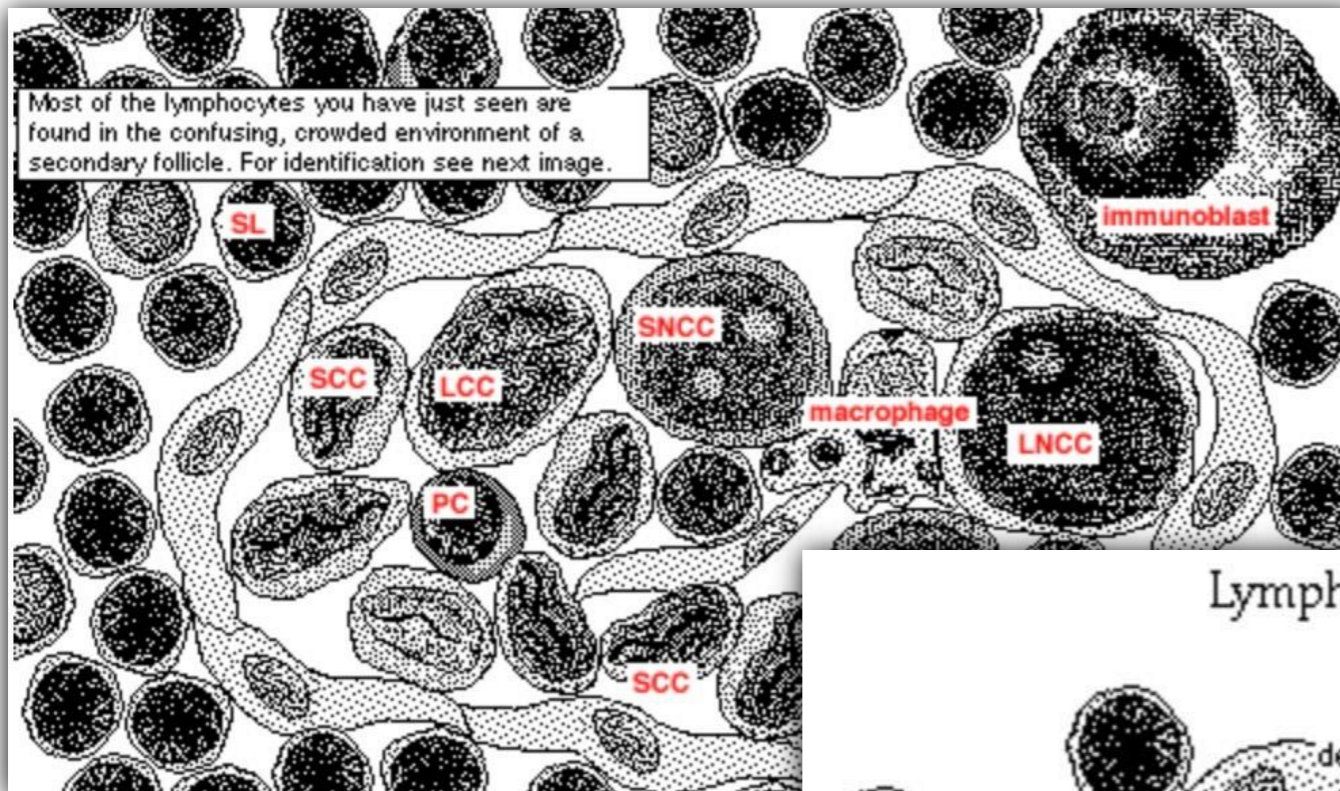 Most of the lymphocytes you have just seen are
found in the confusing, crowded environment of a
secondary follicle. For identification see next image.
SL
immunoblast
SNCC
SCC
LCC
macrophage
LNCC
PC
Lymph
SCC
de